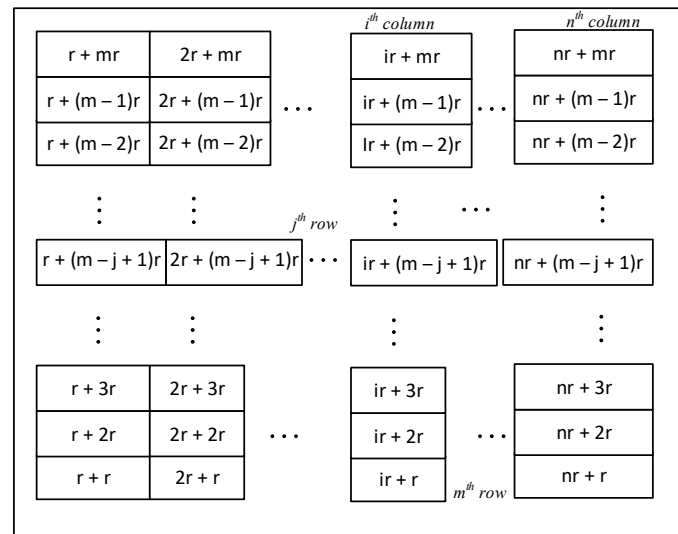 i^th column n^th column
r + mr 2r + mr ir + mr nr + mr
r + (m – 1)r 2r + (m – 1)r ... ir + (m – 1)r ... nr + (m – 1)r
r + (m – 2)r 2r + (m – 2)r Ir + (m – 2)r nr + (m – 2)r
j^th row
r + (m – j + 1)r 2r + (m – j + 1)r ... ir + (m – j + 1)r nr + (m – j + 1)r
r + 3r 2r + 3r ir + 3r nr + 3r
r + 2r 2r + 2r ... ir + 2r ... nr + 2r
r + r 2r + r ir + r nr + r
m^th row